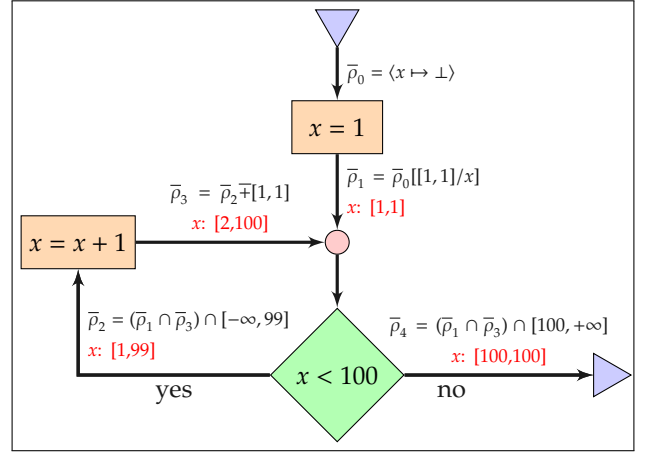 ρ̅₀ = ⟨x ↦ ⊥⟩
x = 1
ρ̅₁ = ρ̅₀[[1, 1]/x]
x: [1,1]
ρ̅₃ = ρ̅₂∓[1, 1]
x: [2,100]
x = x + 1
ρ̅₂ = (ρ̅₁ ∩ ρ̅₃) ∩ [-∞, 99]
x: [1,99]
ρ̅₄ = (ρ̅₁ ∩ ρ̅₃) ∩ [100, +∞]
x: [100,100]
x < 100
yes
no